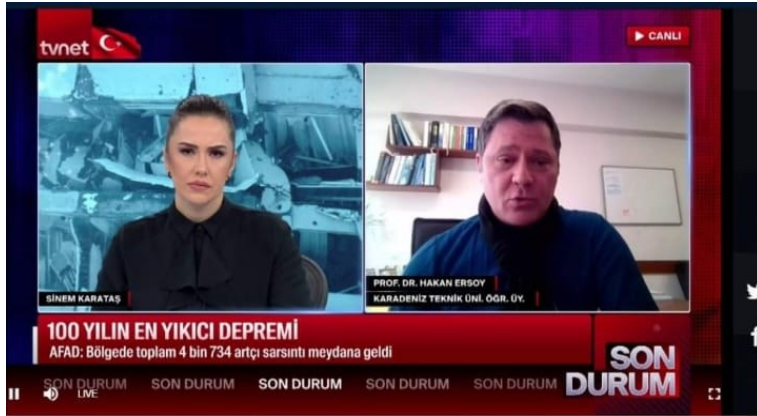 tvnet
CANLI
SİNEM KARATAŞ
PROF. DR. HAKAN ERSOY
KARADENİZ TEKNİK ÜNİ. ÖĞR. ÜY.
100 YILIN EN YIKICI DEPREMİ
AFAD: Bölgede toplam 4 bin 734 artçı sarsıntı meydana geldi
SON DURUM
SON DURUM SON DURUM SON DURUM SON DURUM SON DURUM
LIVE